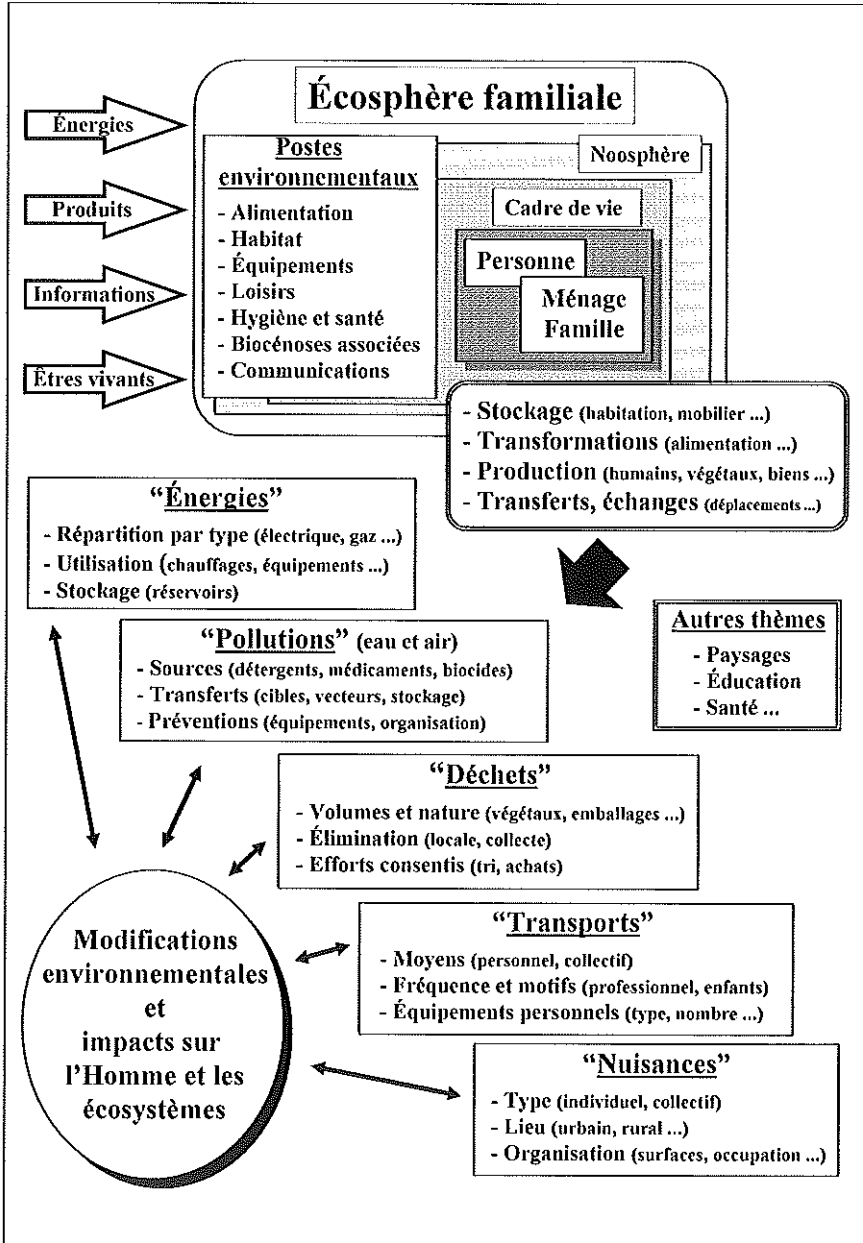 Écosphère familiale
Énergies
Produits
Informations
Êtres vivants
Postes
environnementaux
- Alimentation
- Habitat
- Équipements
- Loisirs
- Hygiène et santé
- Biocénoses associées
- Communications
Noosphère
Cadre de vie
Personne
Ménage
Famille
- Stockage (habitation, mobilier ...)
- Transformations (alimentation ...)
- Production (humains, végétaux, biens ...)
- Transferts, échanges (déplacements ...)
“Énergies”
- Répartition par type (électrique, gaz ...)
- Utilisation (chauffages, équipements ...)
- Stockage (réservoirs)
“Pollutions” (eau et air)
- Sources (détergents, médicaments, biocides)
- Transferts (cibles, vecteurs, stockage)
- Préventions (équipements, organisation)
Autres thèmes
- Paysages
- Éducation
- Santé ...
“Déchets”
- Volumes et nature (végétaux, emballages ...)
- Élimination (locale, collecte)
- Efforts consentis (tri, achats)
“Transports”
- Moyens (personnel, collectif)
- Fréquence et motifs (professionnel, enfants)
- Équipements personnels (type, nombre ...)
“Nuisances”
- Type (individuel, collectif)
- Lieu (urbain, rural ...)
- Organisation (surfaces, occupation ...)
Modifications
environnementales
et
impacts sur
l'Homme et les
écosystèmes